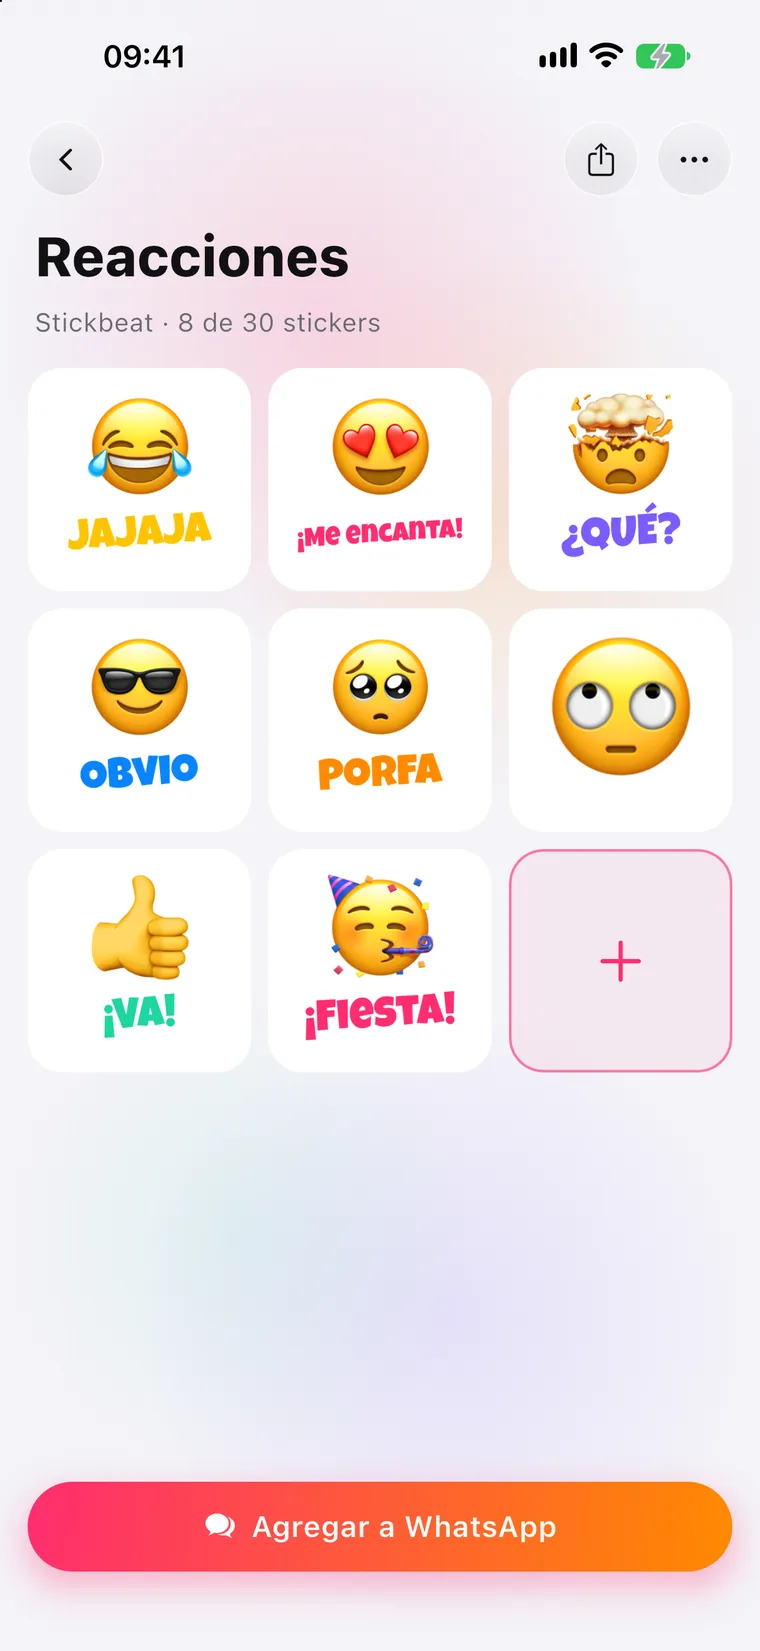 09:41
Reacciones
Stickbeat · 8 de 30 stickers
JAJAJA
¡Me encanta!
¿QUÉ?
OBVIO
PORFA
¡VA!
¡FIESTA!
Agregar a WhatsApp